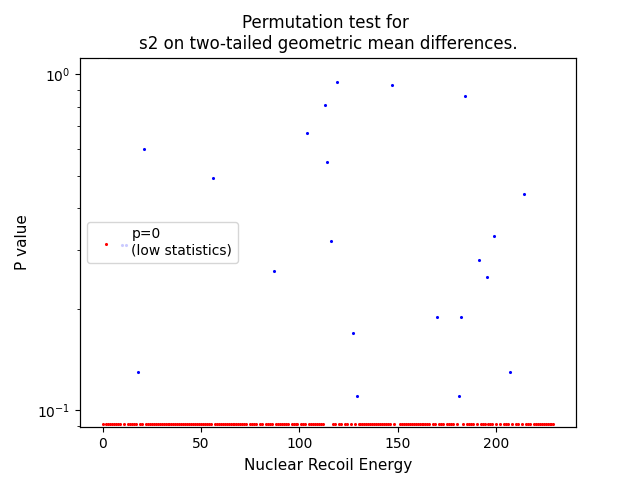 Permutation test for
s2 on two-tailed geometric mean differences.
P value
10⁰
10⁻¹
p=0
(low statistics)
0
50
100
150
200
Nuclear Recoil Energy